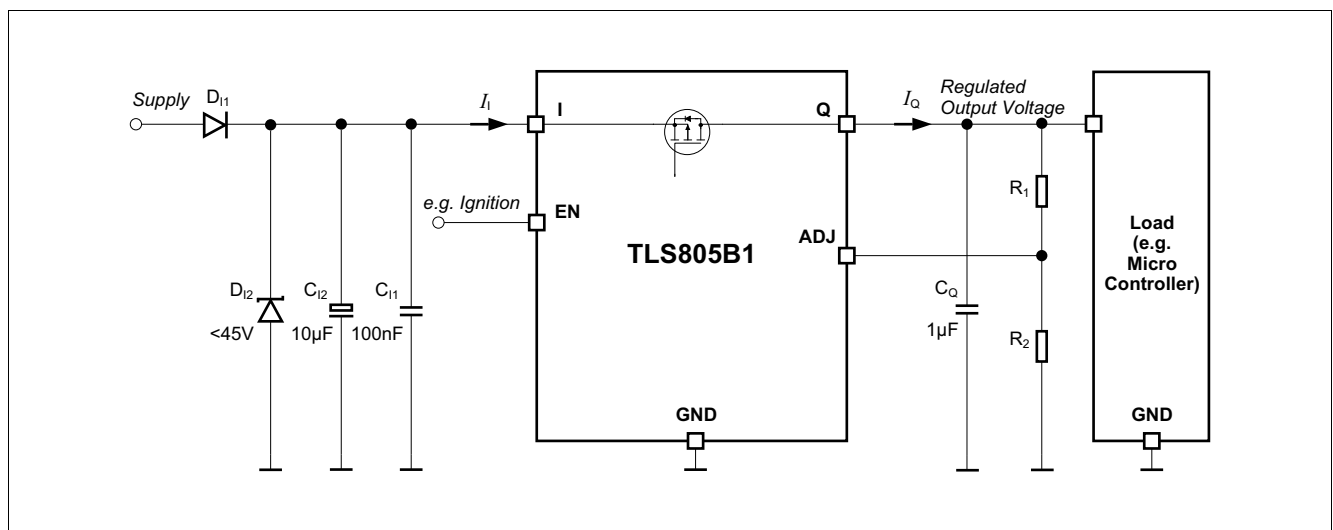 Supply
D_I1
I_I
I
Q
I_Q
Regulated
Output Voltage
e.g. Ignition
EN
TLS805B1
ADJ
R_1
Load
(e.g.
Micro
Controller)
D_I2
<45V
C_I2
10µF
C_I1
100nF
C_Q
1µF
R_2
GND
GND